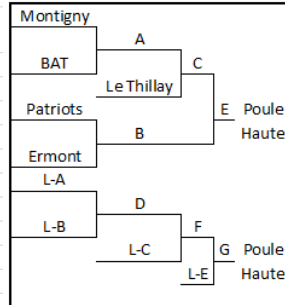 Montigny
A
BAT
C
Le Thillay
Patriots
E Poule
Haute
B
Ermont
L-A
D
L-B
F
L-C
G Poule
Haute
L-E